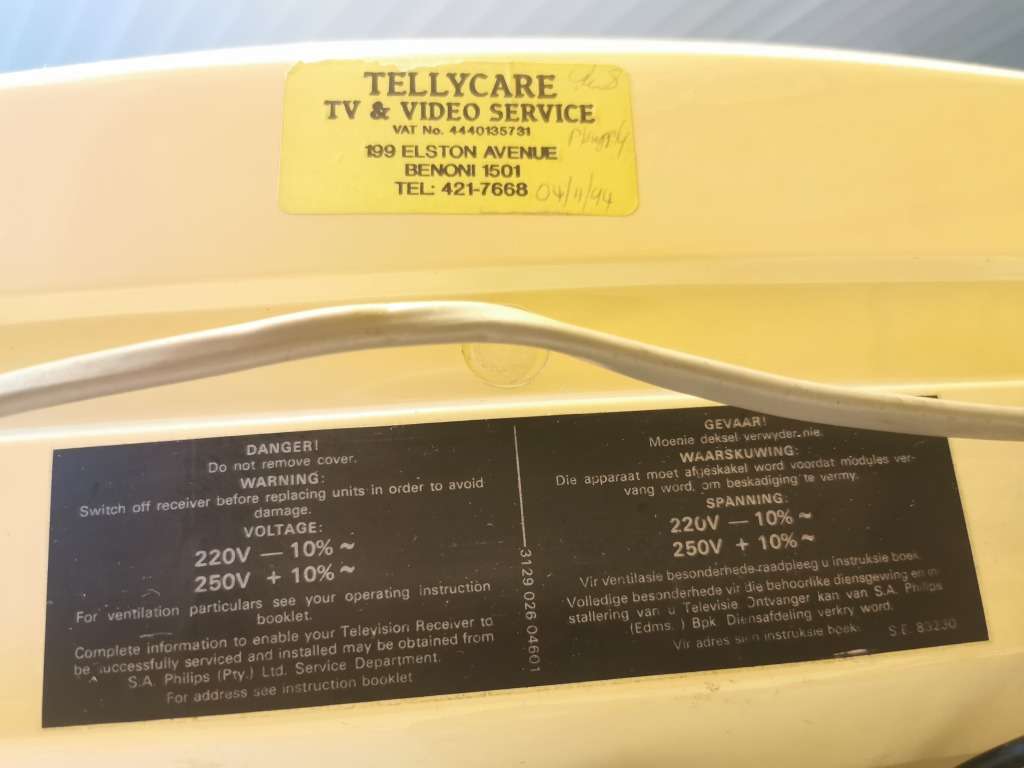 TELLYCARE
TV & VIDEO SERVICE
VAT No. 4440135731
199 ELSTON AVENUE
BENONI 1501
TEL: 421-7668
04/11/94
DANGER!
Do not remove cover.
WARNING:
Switch off receiver before replacing units in order to avoid
damage.
VOLTAGE:
220V — 10% ~
250V + 10% ~
For ventilation particulars see your operating instruction
booklet.
Complete information to enable your Television Receiver to
be successfully serviced and installed may be obtained from
S.A. Philips (Pty.) Ltd. Service Department.
For address see instruction booklet
3129 026 04601
GEVAAR!
Moenie deksel verwyder nie.
WAARSKUWING:
Die apparaat moet afgeskakel word voordat modules ver-
vang word, om beskadiging te vermy.
SPANNING:
220V — 10% ~
250V + 10% ~
Vir ventilasie besonderhede raadpleeg u instruksie boek
Volledige besonderhede vir die behoorlike diensgewing en in-
stallering van u Televisie Ontvanger kan van S.A. Philips
(Edms.) Bpk. Diensafdeling verkry word.
Vir adres sien instruksie boek.
S.E. 83230